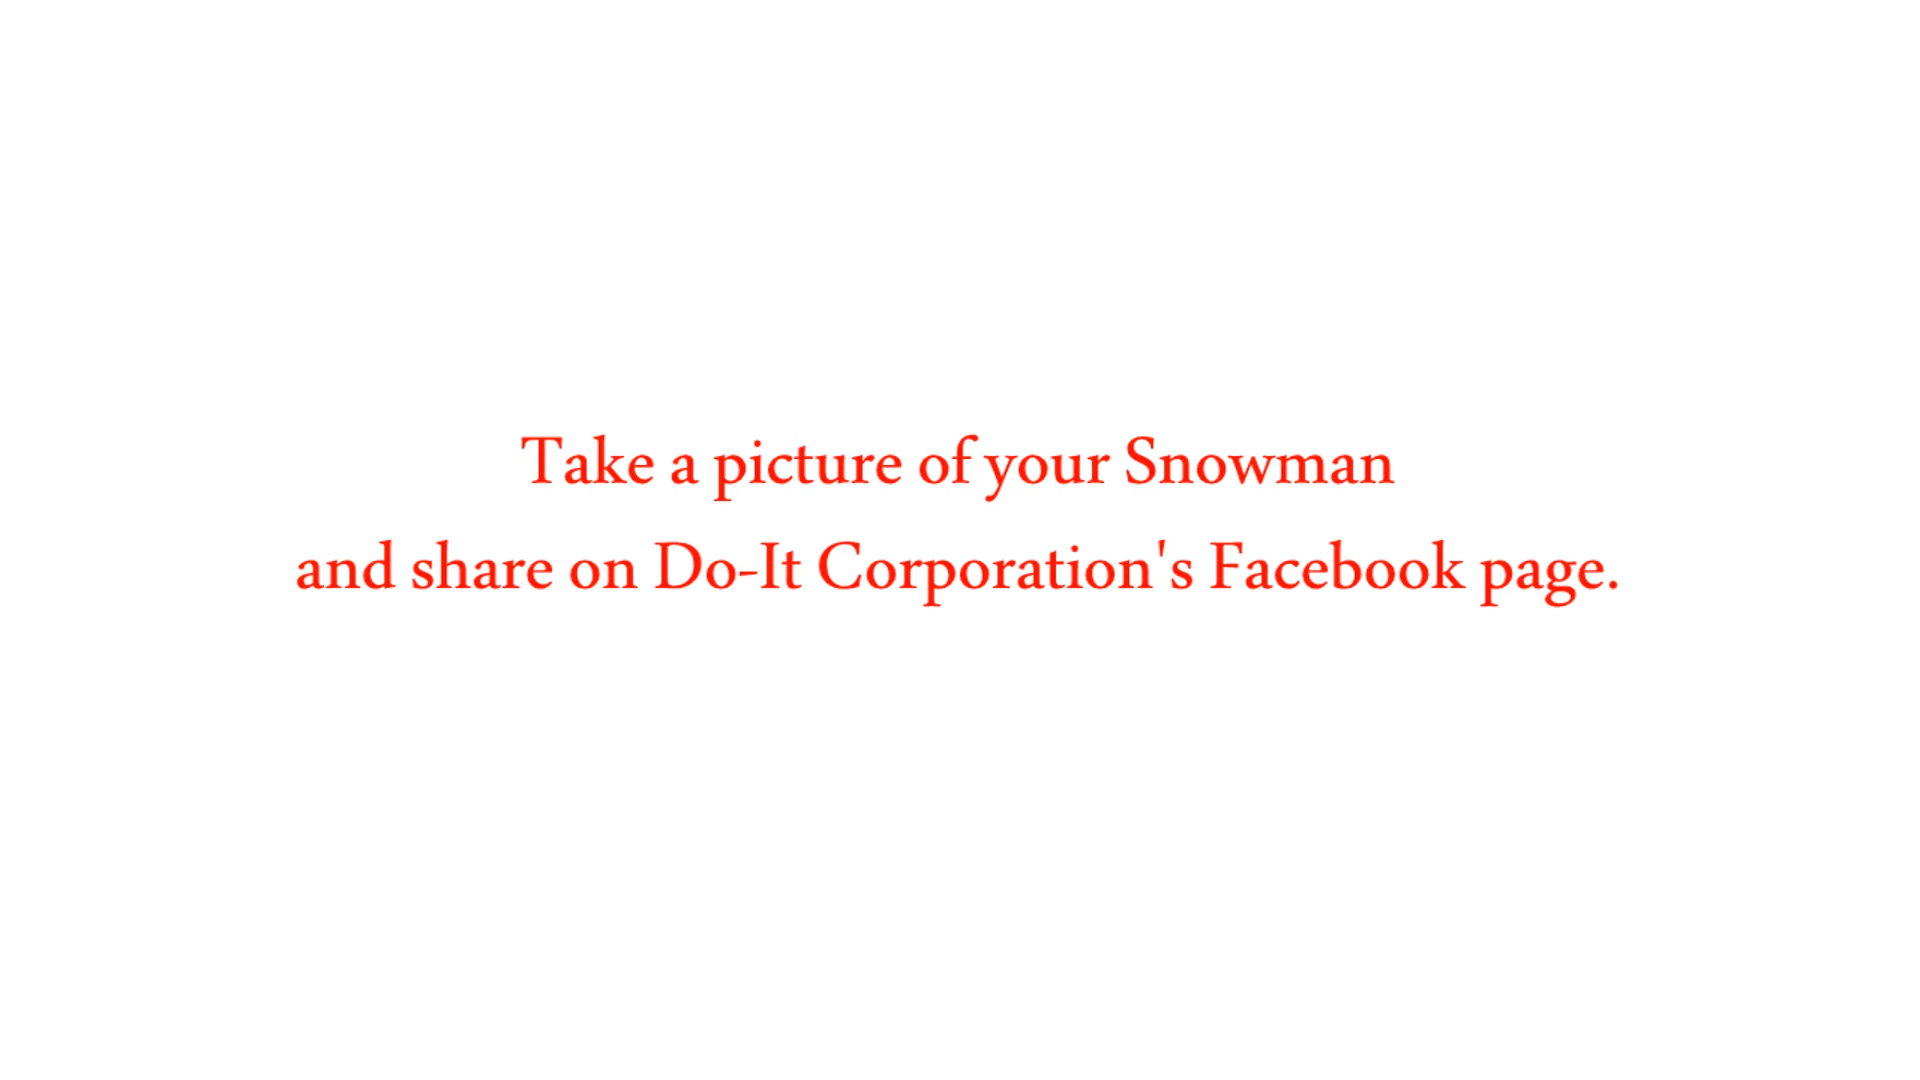 Take a picture of your Snowman
and share on Do-It Corporation's Facebook page.